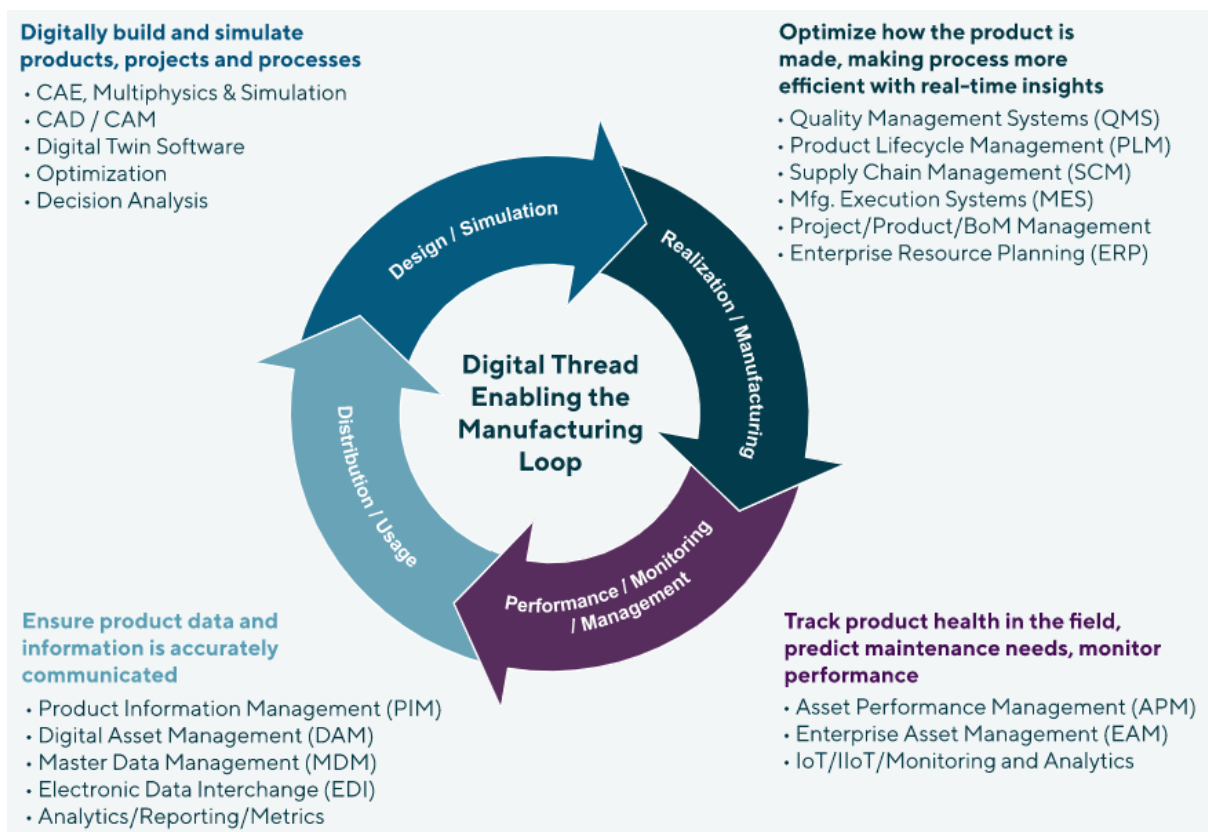 Digitally build and simulate
products, projects and processes
• CAE, Multiphysics & Simulation
• CAD / CAM
• Digital Twin Software
• Optimization
• Decision Analysis
Optimize how the product is
made, making process more
efficient with real-time insights
• Quality Management Systems (QMS)
• Product Lifecycle Management (PLM)
• Supply Chain Management (SCM)
• Mfg. Execution Systems (MES)
• Project/Product/BoM Management
• Enterprise Resource Planning (ERP)
Design / Simulation
Realization / Manufacturing
Digital Thread
Enabling the
Manufacturing
Loop
Distribution / Usage
Performance / Monitoring
/ Management
Ensure product data and
information is accurately
communicated
• Product Information Management (PIM)
• Digital Asset Management (DAM)
• Master Data Management (MDM)
• Electronic Data Interchange (EDI)
• Analytics/Reporting/Metrics
Track product health in the field,
predict maintenance needs, monitor
performance
• Asset Performance Management (APM)
• Enterprise Asset Management (EAM)
• IoT/IIoT/Monitoring and Analytics